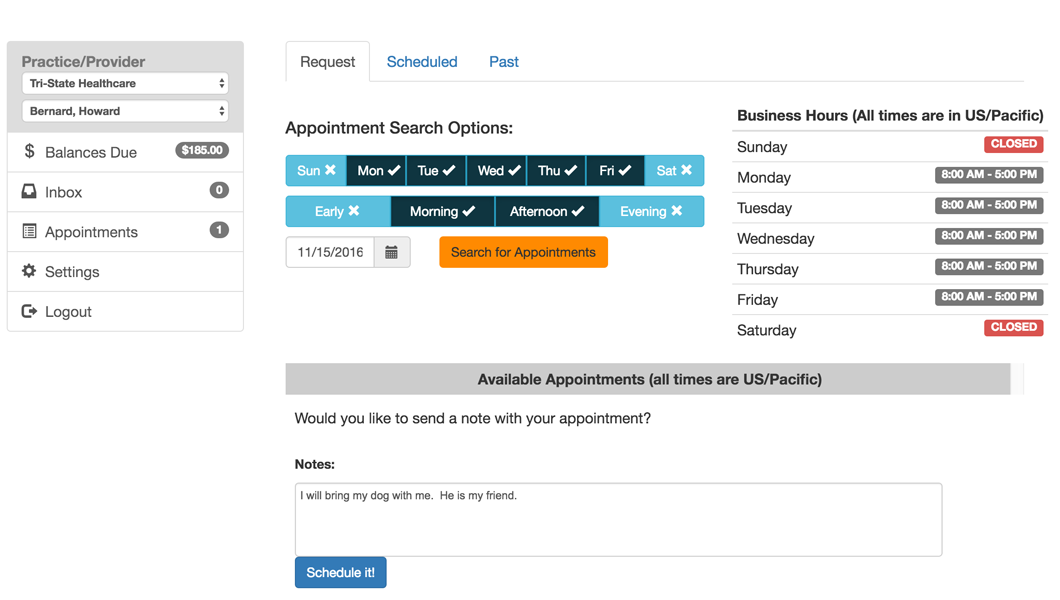 Practice/Provider
Tri-State Healthcare
Bernard, Howard
Balances Due $185.00
Inbox 0
Appointments 1
Settings
Logout
Request Scheduled Past
Appointment Search Options:
Sun Mon Tue Wed Thu Fri Sat
Early Morning Afternoon Evening
11/15/2016 Search for Appointments
Business Hours (All times are in US/Pacific)
Sunday CLOSED
Monday 8:00 AM - 5:00 PM
Tuesday 8:00 AM - 5:00 PM
Wednesday 8:00 AM - 5:00 PM
Thursday 8:00 AM - 5:00 PM
Friday 8:00 AM - 5:00 PM
Saturday CLOSED
Available Appointments (all times are US/Pacific)
Would you like to send a note with your appointment?
Notes:
I will bring my dog with me.  He is my friend.
Schedule it!